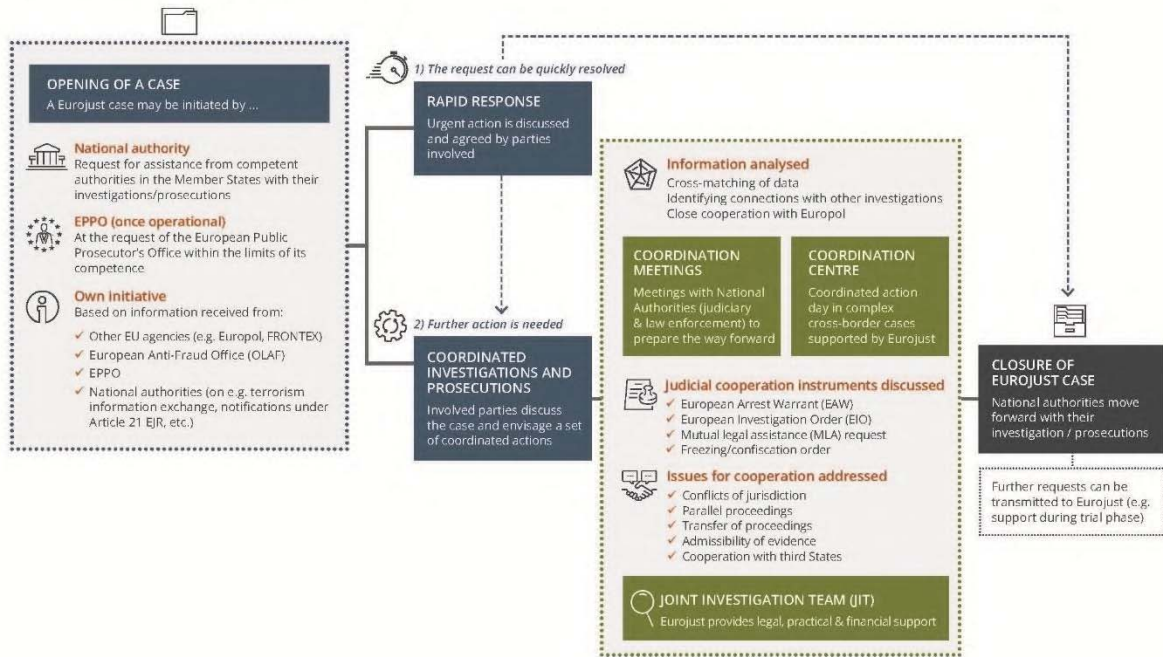 OPENING OF A CASE
A Eurojust case may be initiated by ...
National authority
Request for assistance from competent
authorities in the Member States with their
investigations/prosecutions
EPPO (once operational)
At the request of the European Public
Prosecutor's Office within the limits of its
competence
Own initiative
Based on information received from:
✓ Other EU agencies (e.g. Europol, FRONTEX)
✓ European Anti-Fraud Office (OLAF)
✓ EPPO
✓ National authorities (on e.g. terrorism
information exchange, notifications under
Article 21 EJR, etc.)
1) The request can be quickly resolved
RAPID RESPONSE
Urgent action is discussed
and agreed by parties
involved
2) Further action is needed
COORDINATED
INVESTIGATIONS AND
PROSECUTIONS
Involved parties discuss
the case and envisage a set
of coordinated actions
Information analysed
Cross-matching of data
Identifying connections with other investigations
Close cooperation with Europol
COORDINATION
MEETINGS
Meetings with National
Authorities (judiciary
& law enforcement) to
prepare the way forward
COORDINATION
CENTRE
Coordinated action
day in complex
cross-border cases
supported by Eurojust
Judicial cooperation instruments discussed
✓ European Arrest Warrant (EAW)
✓ European Investigation Order (EIO)
✓ Mutual legal assistance (MLA) request
✓ Freezing/confiscation order
Issues for cooperation addressed
✓ Conflicts of jurisdiction
✓ Parallel proceedings
✓ Transfer of proceedings
✓ Admissibility of evidence
✓ Cooperation with third States
JOINT INVESTIGATION TEAM (JIT)
Eurojust provides legal, practical & financial support
CLOSURE OF
EUROJUST CASE
National authorities move
forward with their
investigation / prosecutions
Further requests can be
transmitted to Eurojust (e.g.
support during trial phase)